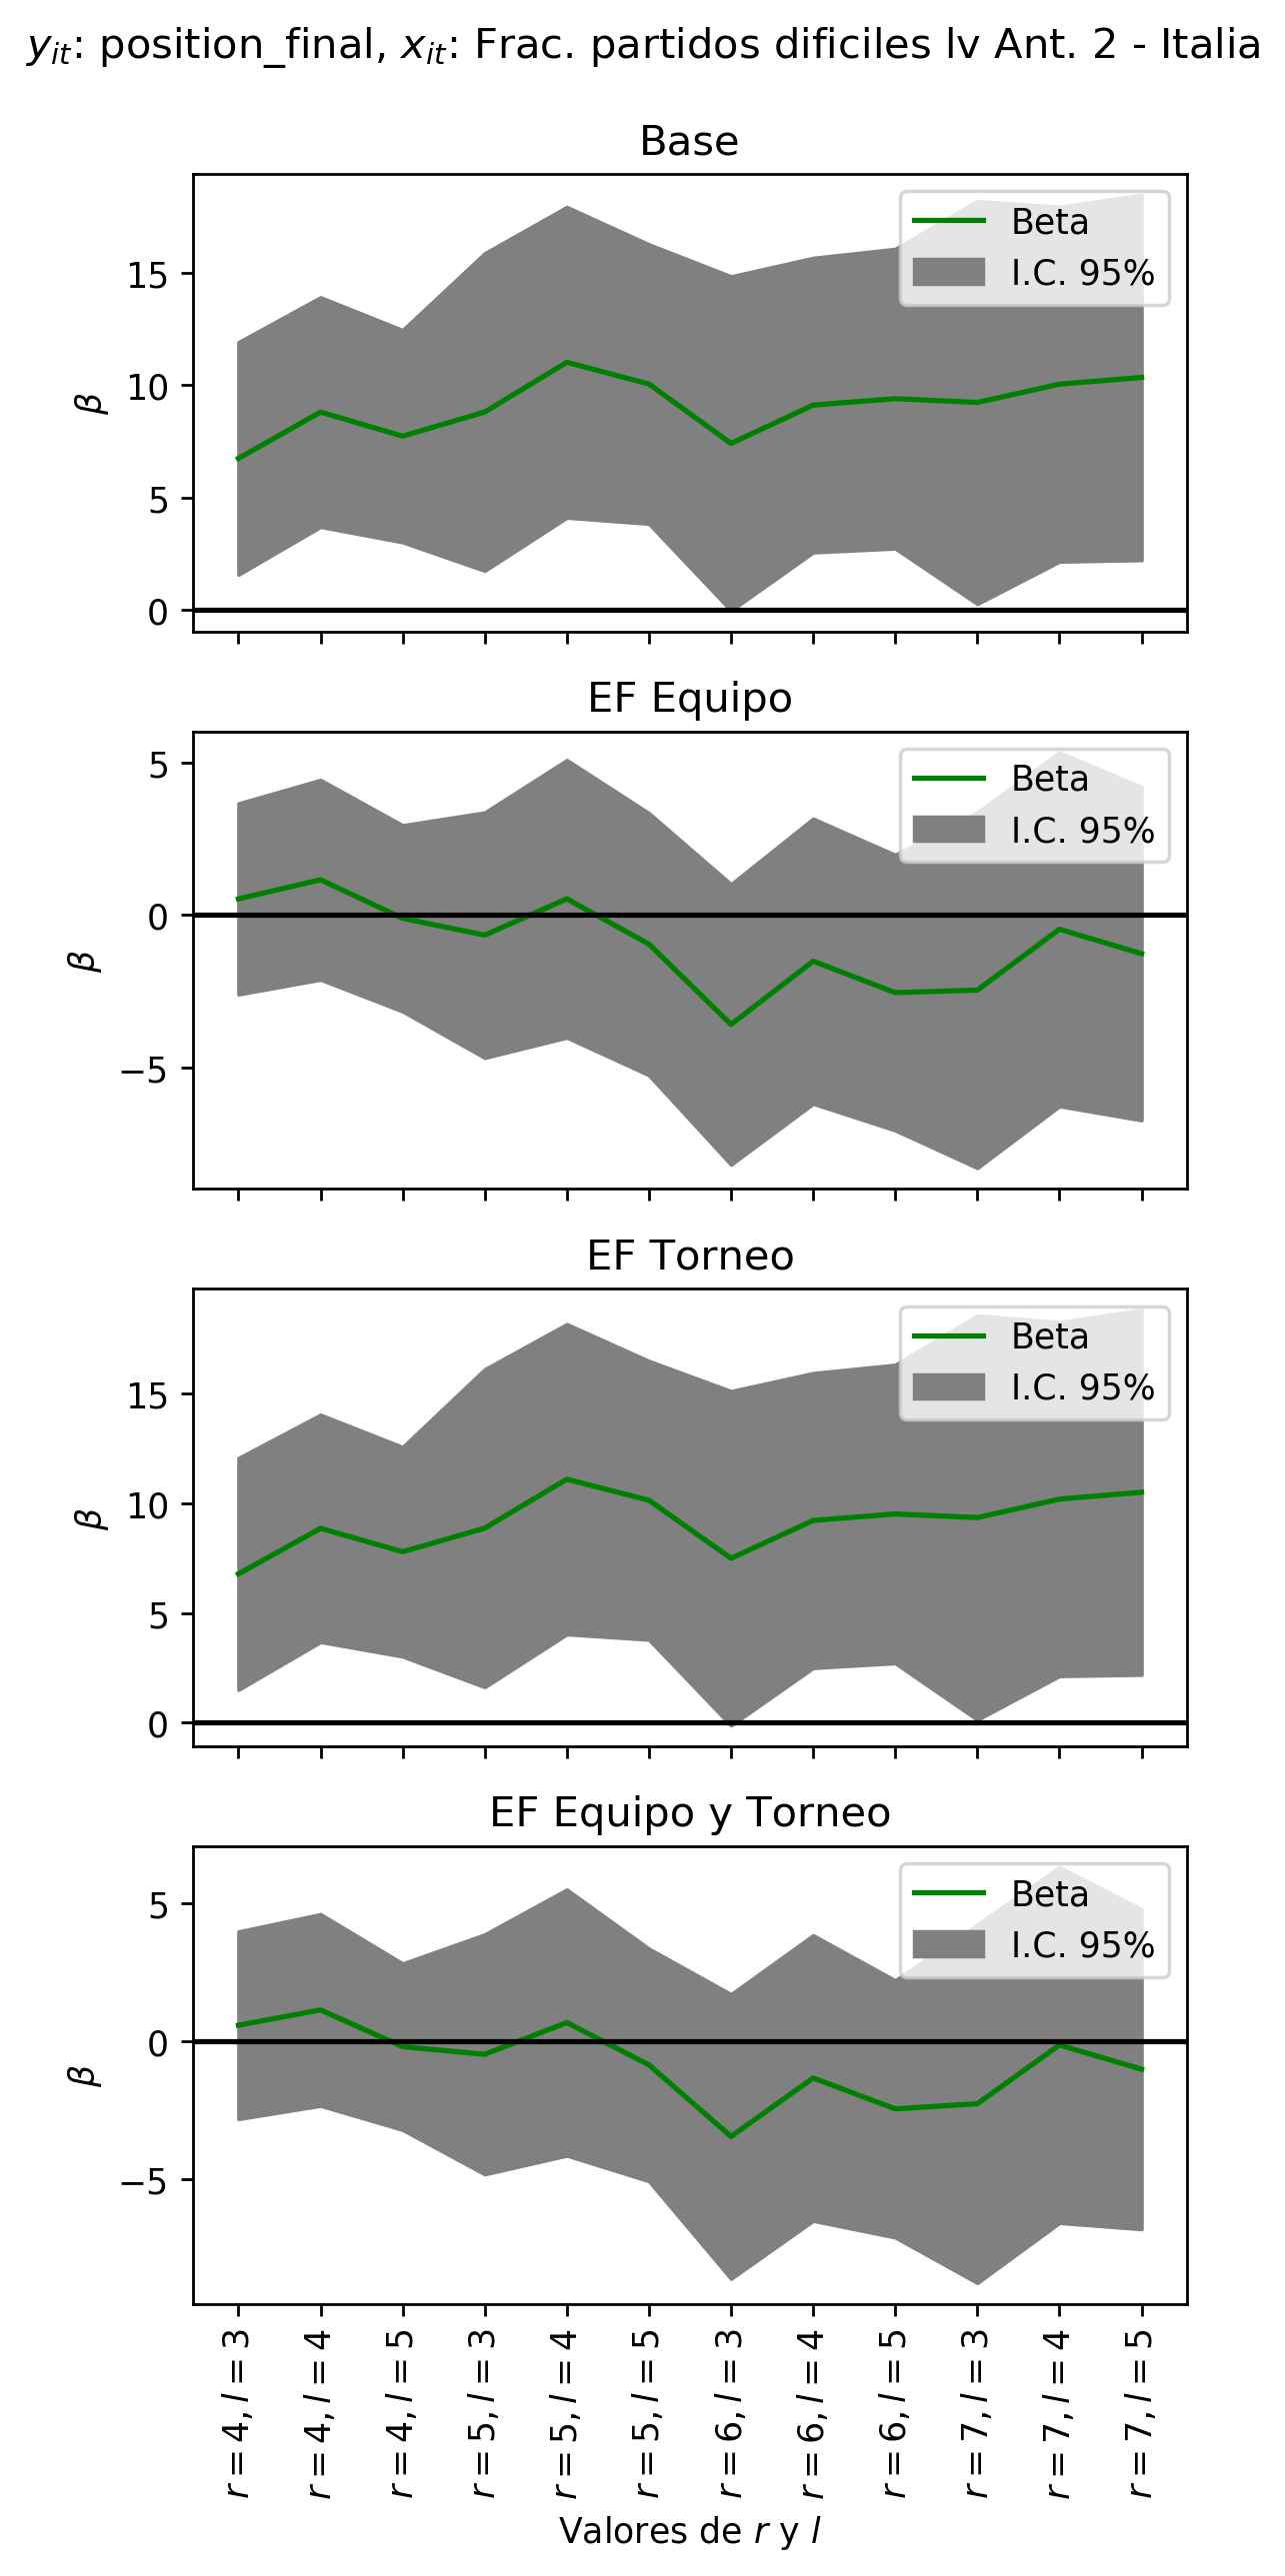 y_it: position_final, x_it: Frac. partidos dificiles lv Ant. 2 - Italia
Base
Beta
I.C. 95%
15
10
5
0
β
EF Equipo
Beta
I.C. 95%
5
0
−5
β
EF Torneo
Beta
I.C. 95%
15
10
5
0
β
EF Equipo y Torneo
Beta
I.C. 95%
5
0
−5
β
r = 4, l = 3
r = 4, l = 4
r = 4, l = 5
r = 5, l = 3
r = 5, l = 4
r = 5, l = 5
r = 6, l = 3
r = 6, l = 4
r = 6, l = 5
r = 7, l = 3
r = 7, l = 4
r = 7, l = 5
Valores de r y l